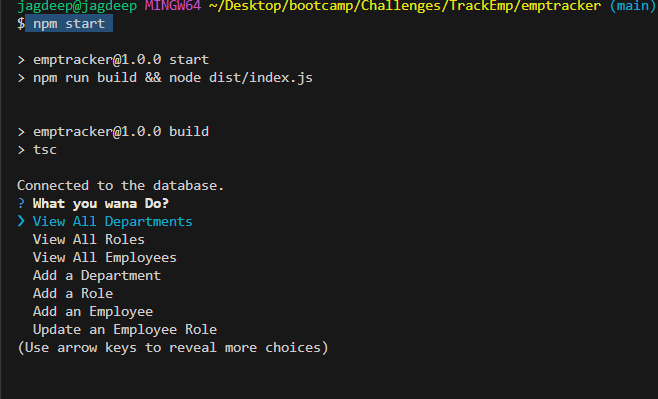 jagdeep@jagdeep MINGW64 ~/Desktop/bootcamp/Challenges/TrackEmp/emptracker (main)
$ npm start
> emptracker@1.0.0 start
> npm run build && node dist/index.js
> emptracker@1.0.0 build
> tsc
Connected to the database.
? What you wana Do?
❯ View All Departments
View All Roles
View All Employees
Add a Department
Add a Role
Add an Employee
Update an Employee Role
(Use arrow keys to reveal more choices)